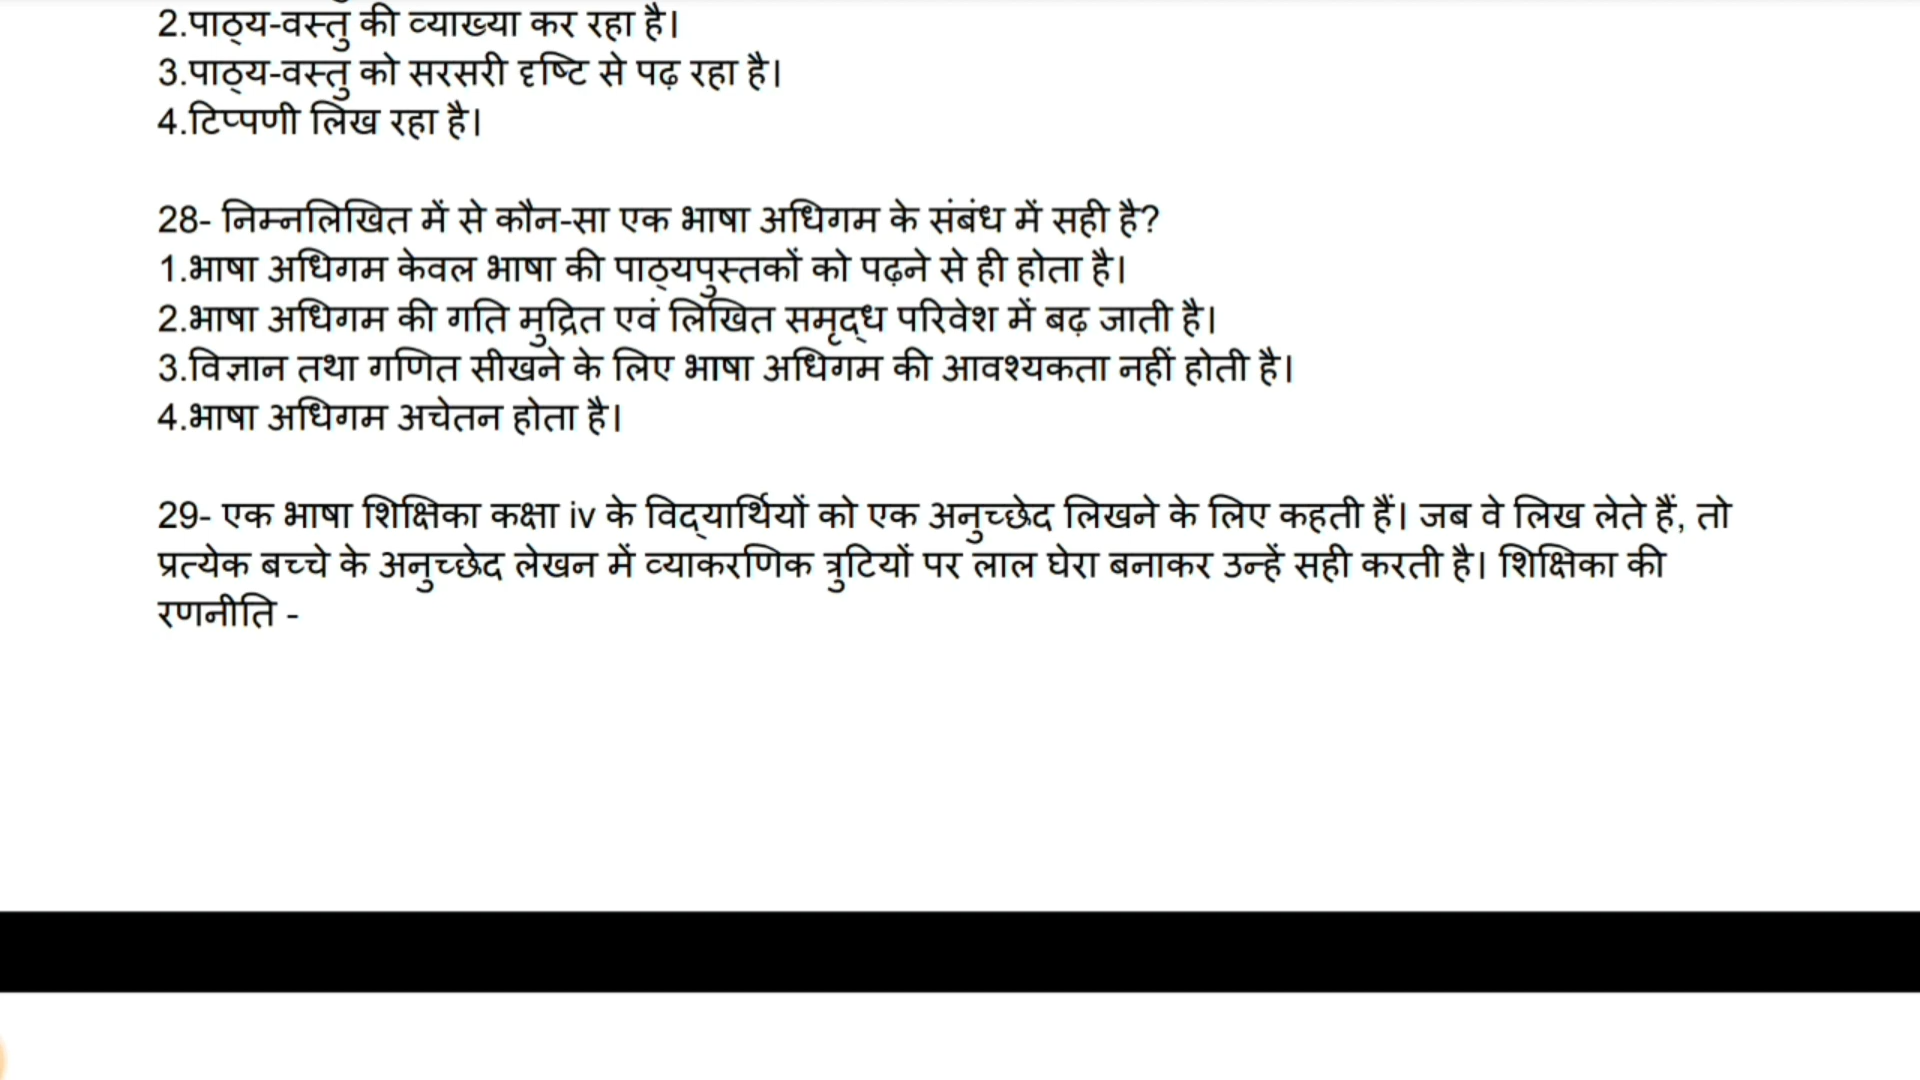 2.पाठ्य-वस्तु की व्याख्या कर रहा है।
3.पाठ्य-वस्तु को सरसरी दृष्टि से पढ़ रहा है।
4.टिप्पणी लिख रहा है।
28- निम्नलिखित में से कौन-सा एक भाषा अधिगम के संबंध में सही है?
1.भाषा अधिगम केवल भाषा की पाठ्यपुस्तकों को पढ़ने से ही होता है।
2.भाषा अधिगम की गति मुद्रित एवं लिखित समृद्ध परिवेश में बढ़ जाती है।
3.विज्ञान तथा गणित सीखने के लिए भाषा अधिगम की आवश्यकता नहीं होती है।
4.भाषा अधिगम अचेतन होता है।
29- एक भाषा शिक्षिका कक्षा iv के विद्यार्थियों को एक अनुच्छेद लिखने के लिए कहती हैं। जब वे लिख लेते हैं, तो
प्रत्येक बच्चे के अनुच्छेद लेखन में व्याकरणिक त्रुटियों पर लाल घेरा बनाकर उन्हें सही करती है। शिक्षिका की
रणनीति -